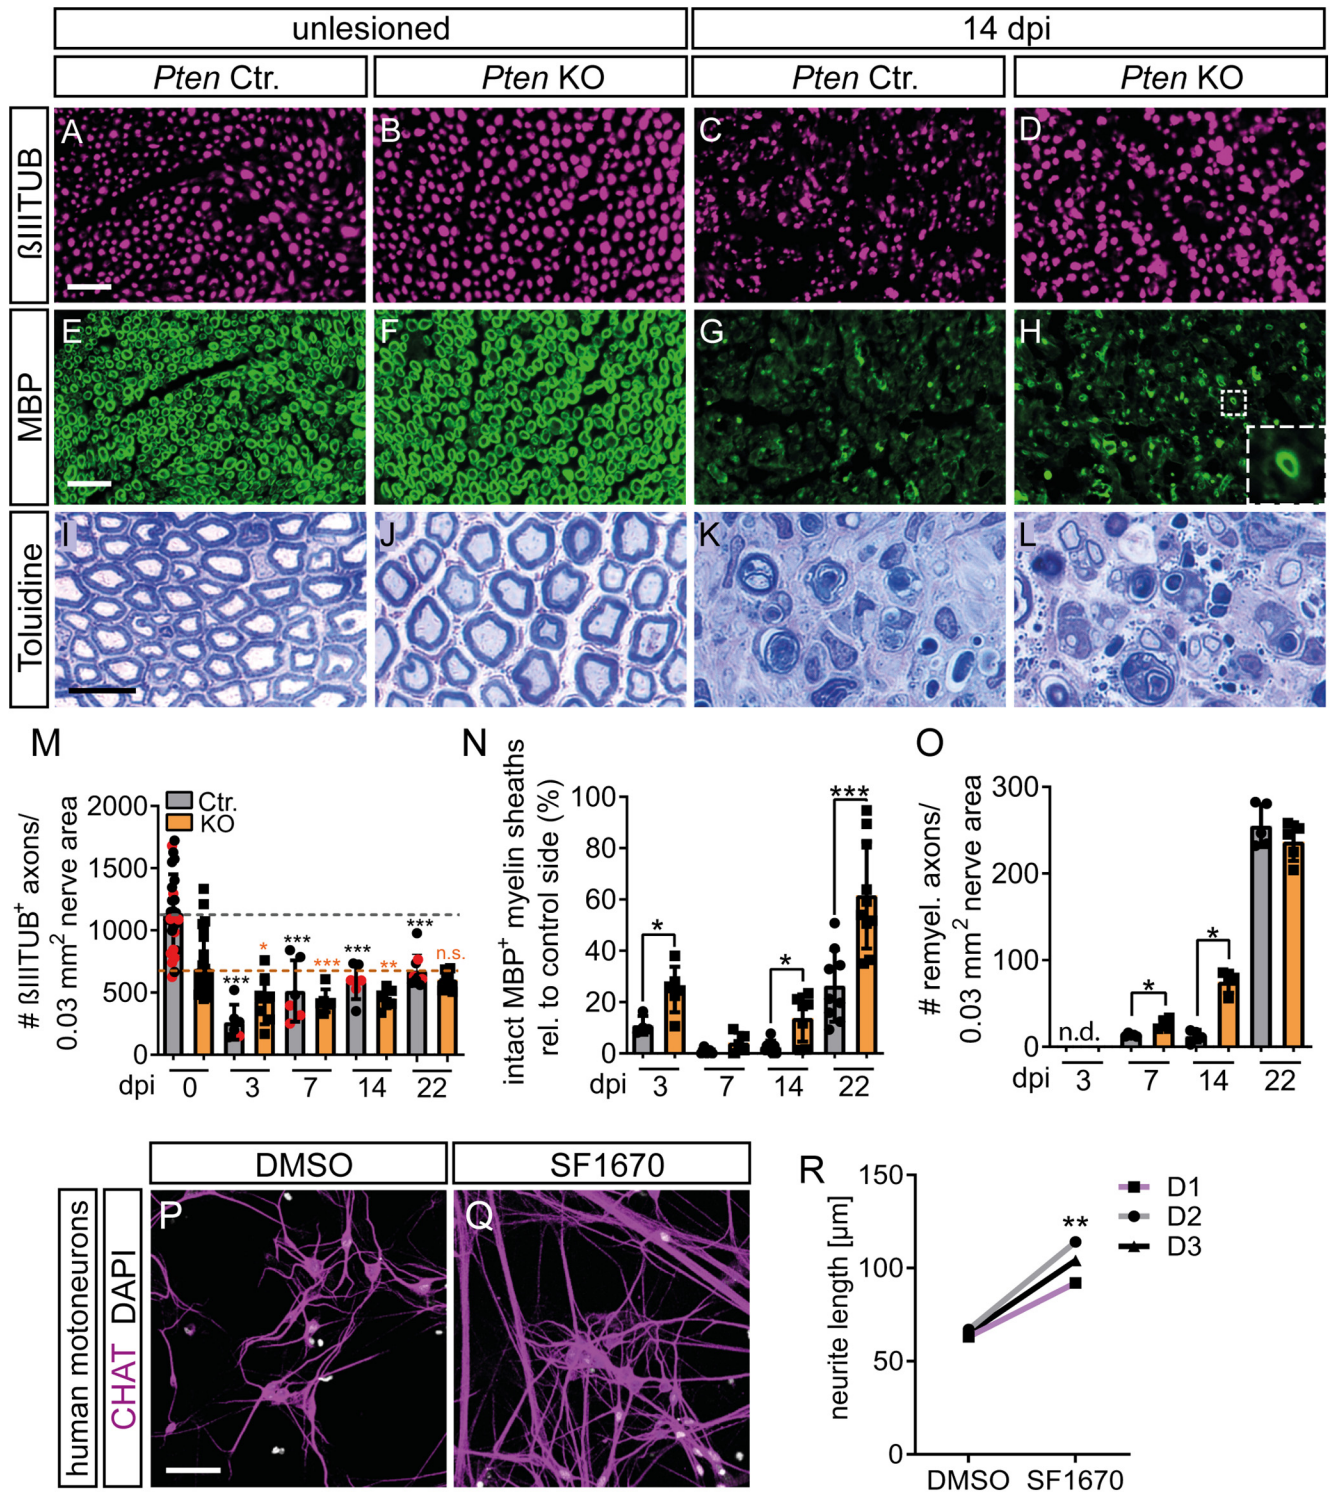 unlesioned
14 dpi
Pten Ctr.
Pten KO
Pten Ctr.
Pten KO
ßIIITUB
A
B
C
D
MBP
E
F
G
H
Toluidine
I
J
K
L
M
# ßIIITUB+ axons/
0.03 mm2 nerve area
2000
1500
1000
500
0
Ctr.
KO
***
*
***
***
***
**
***
n.s.
dpi
0
3
7
14
22
N
intact MBP+ myelin sheaths
rel. to control side (%)
100
80
60
40
20
0
*
*
***
3
7
14
22
O
# remyel. axons/
0.03 mm2 nerve area
300
200
100
0
n.d.
*
*
dpi
3
7
14
22
DMSO
SF1670
human motoneurons
CHAT DAPI
P
Q
R
neurite length [µm]
150
100
50
0
**
D1
D2
D3
DMSO
SF1670